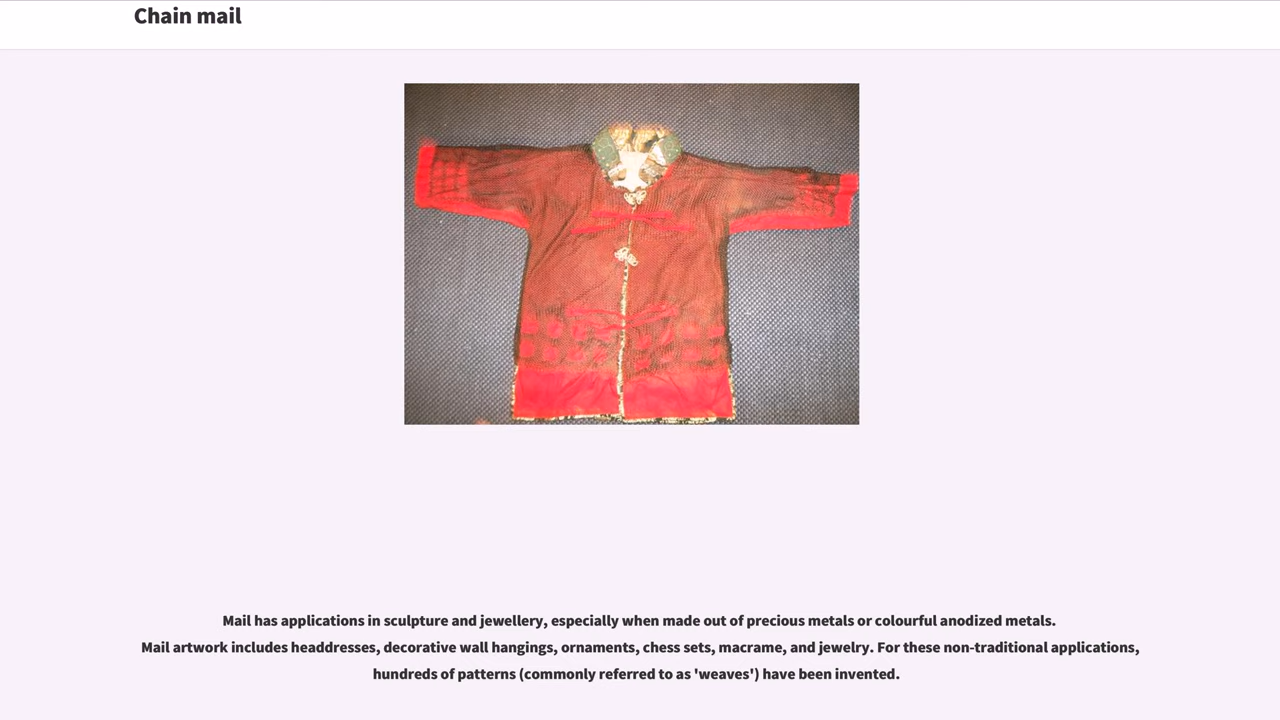 Chain mail
Mail has applications in sculpture and jewellery, especially when made out of precious metals or colourful anodized metals.
Mail artwork includes headdresses, decorative wall hangings, ornaments, chess sets, macrame, and jewelry. For these non-traditional applications,
hundreds of patterns (commonly referred to as 'weaves') have been invented.